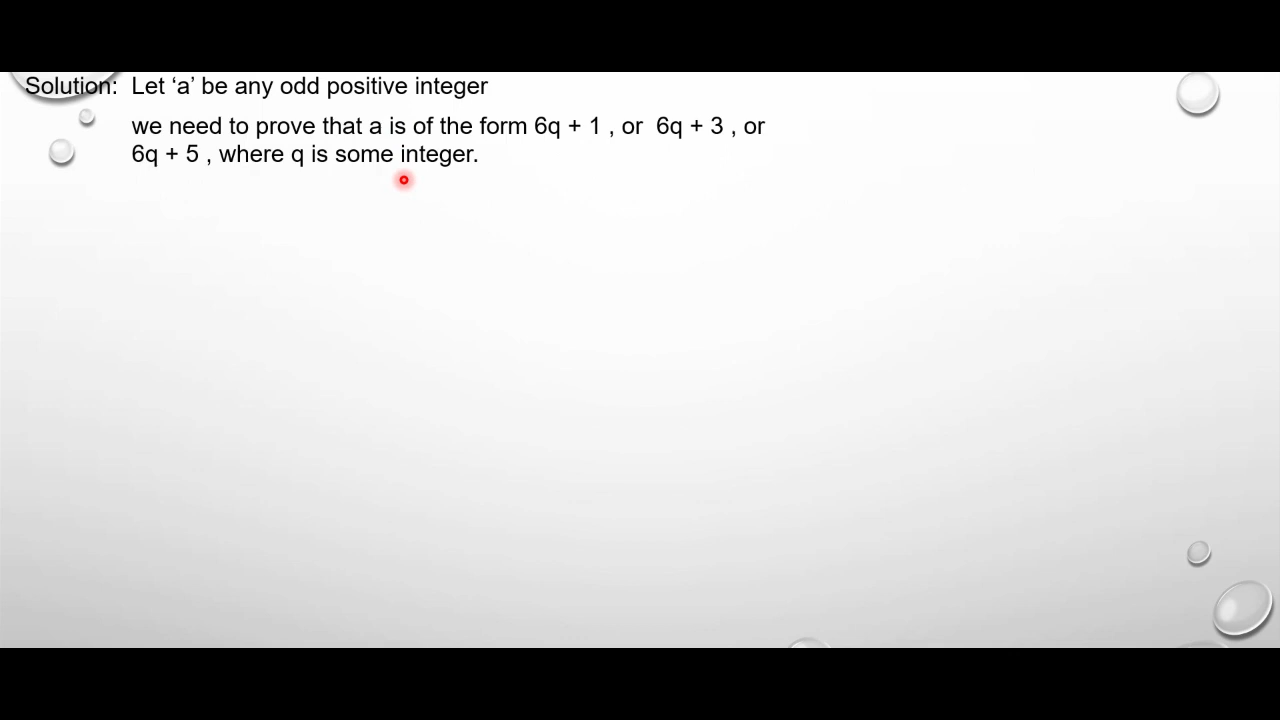 Solution: Let ‘a’ be any odd positive integer
we need to prove that a is of the form 6q + 1 , or 6q + 3 , or
6q + 5 , where q is some integer.